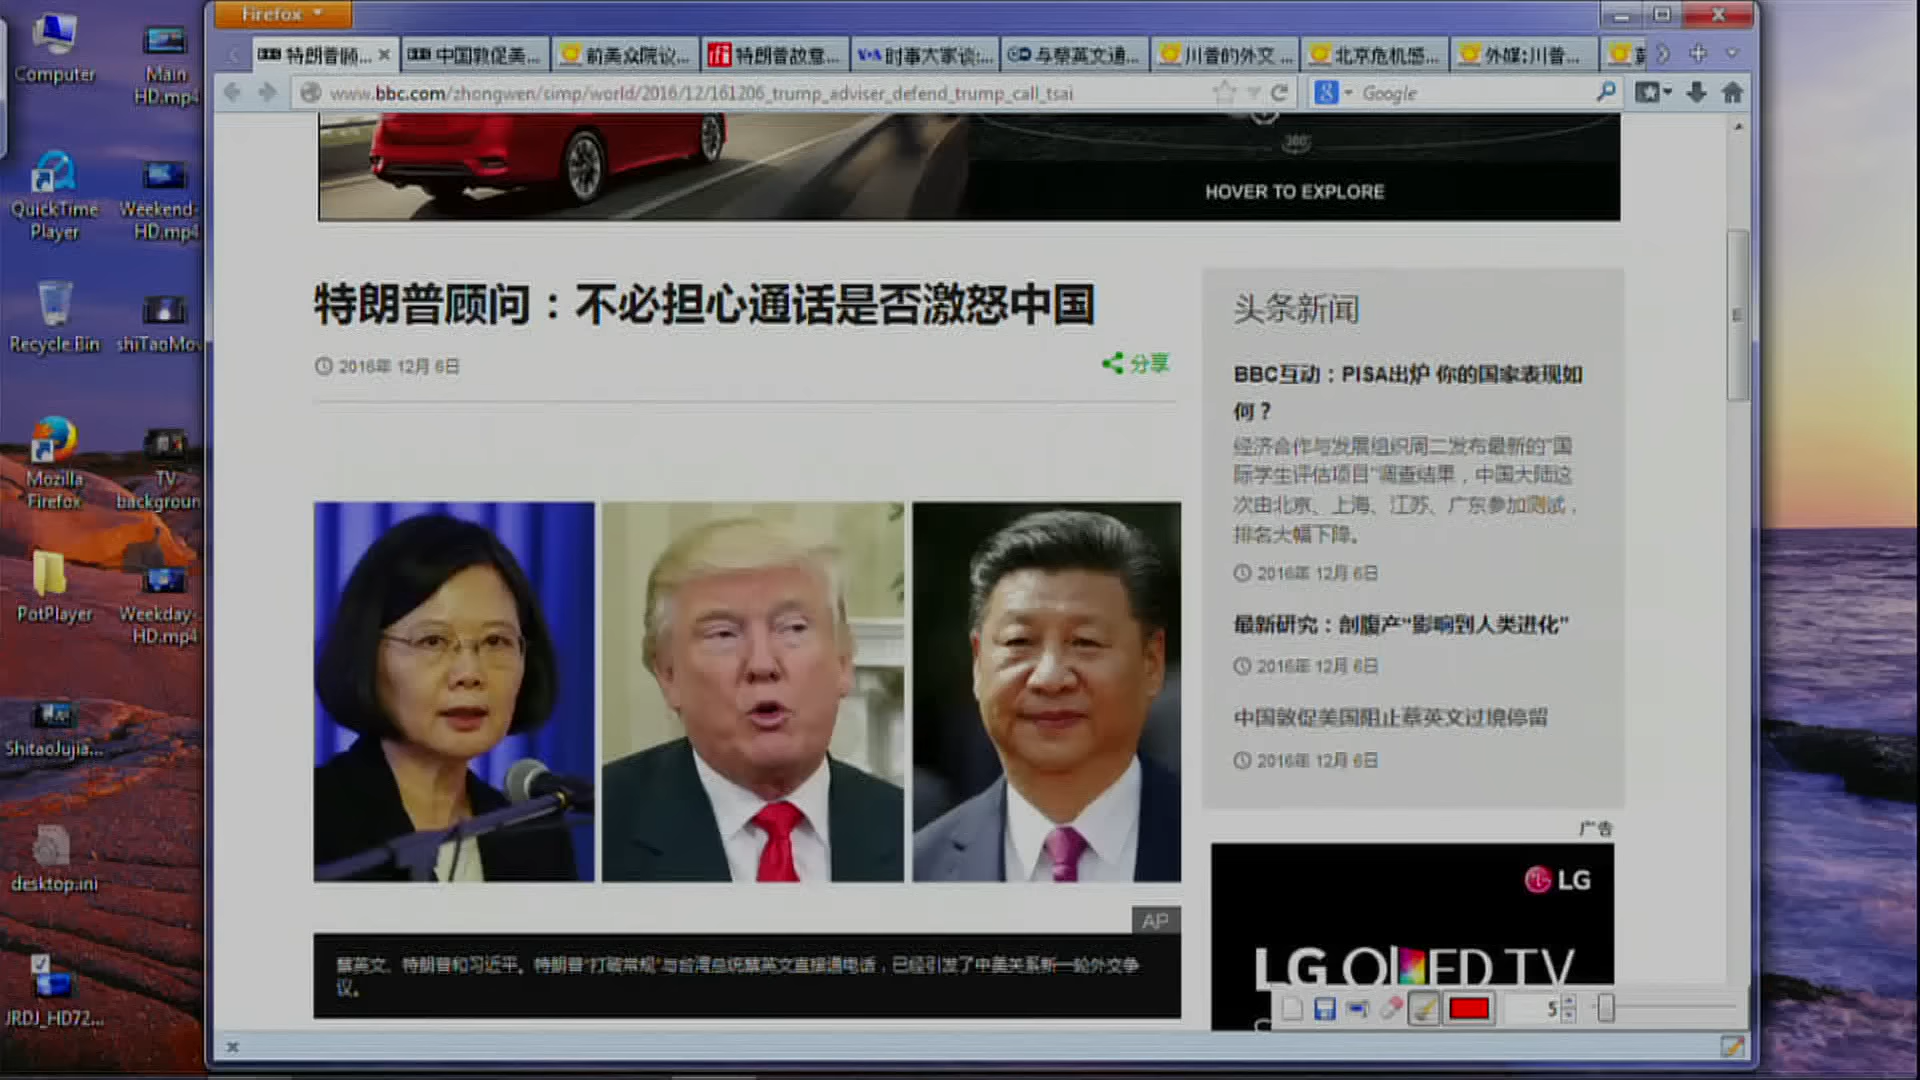 Firefox
特朗普顾...
中国敦促美...
前美众院议...
rfi 特朗普故意...
VOA 时事大家谈:...
与蔡英文通...
川普的外交 ...
北京危机感...
外媒:川普...
www.bbc.com/zhongwen/simp/world/2016/12/161206_trump_adviser_defend_trump_call_tsai
Google
Computer
Main
HD.mp4
QuickTime
Player
Weekend-
HD.mp4
Recycle Bin
shiTaoMov
Mozilla
Firefox
TV
backgroun
PotPlayer
Weekday-
HD.mp4
ShitaoJujia...
desktop.ini
JRDJ_HD72...
360°
HOVER TO EXPLORE
特朗普顾问：不必担心通话是否激怒中国
2016年 12月 6日
分享
AP
蔡英文、特朗普和习近平。特朗普“打破常规”与台湾总统蔡英文直接通电话，已经引发了中美关系新一轮外交争
议。
头条新闻
BBC互动：PISA出炉 你的国家表现如
何？
经济合作与发展组织周二发布最新的“国
际学生评估项目”调查结果，中国大陆这
次由北京、上海、江苏、广东参加测试，
排名大幅下降。
2016年 12月 6日
最新研究：剖腹产“影响到人类进化”
2016年 12月 6日
中国敦促美国阻止蔡英文过境停留
2016年 12月 6日
广告
LG
LG OLED TV
5